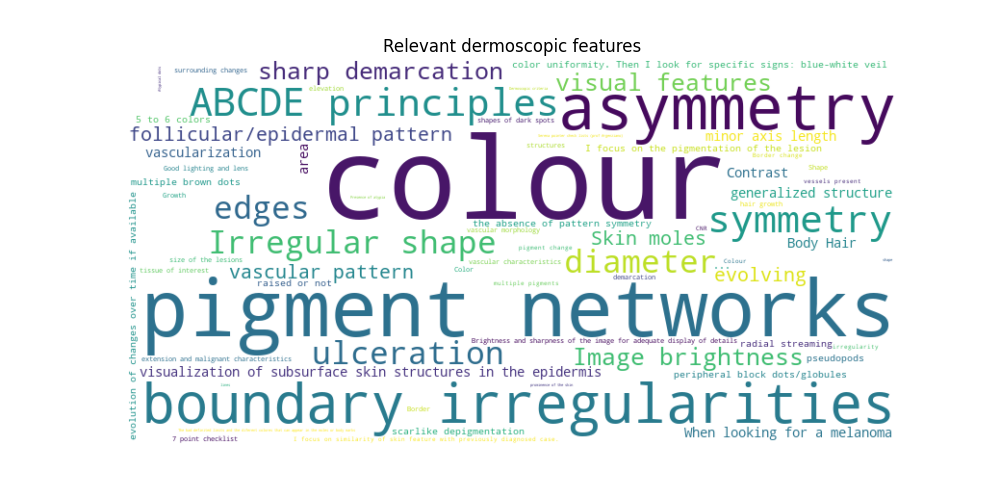 Relevant dermoscopic features
surrounding changes
sharp demarcation
color uniformity. Then I look for specific signs: blue-white veil
elevation
visual features
ABCDE principles
asymmetry
5 to 6 colors
shapes of dark spots
follicular/epidermal pattern
minor axis length
structures
I focus on the pigmentation of the lesion
vascularization
area
colour
Border change
Good lighting and lens
Contrast
Shape
multiple brown dots
vessels present
Growth
generalized structure
edges
hair growth
the absence of pattern symmetry
symmetry
vascular morphology
CNN
Irregular shape
Skin moles
Body Hair
pigment change
size of the lesions
vascular characteristics
diameter
...
Colour
shape
tissue of interest
vascular pattern
Color
evolving
raised or not
demarcation
multiple pigments
pigment networks
evolution of changes over time if available
Brightness and sharpness of the image for adequate display of details
radial streaming
irregularity
extension and malignant characteristics
ulceration
Image brightness
pseudopods
visualization of subsurface skin structures in the epidermis
peripheral block dots/globules
boundary irregularities
Border
scarlike depigmentation
When looking for a melanoma
7 point checklist
I focus on similarity of skin feature with previously diagnosed case.